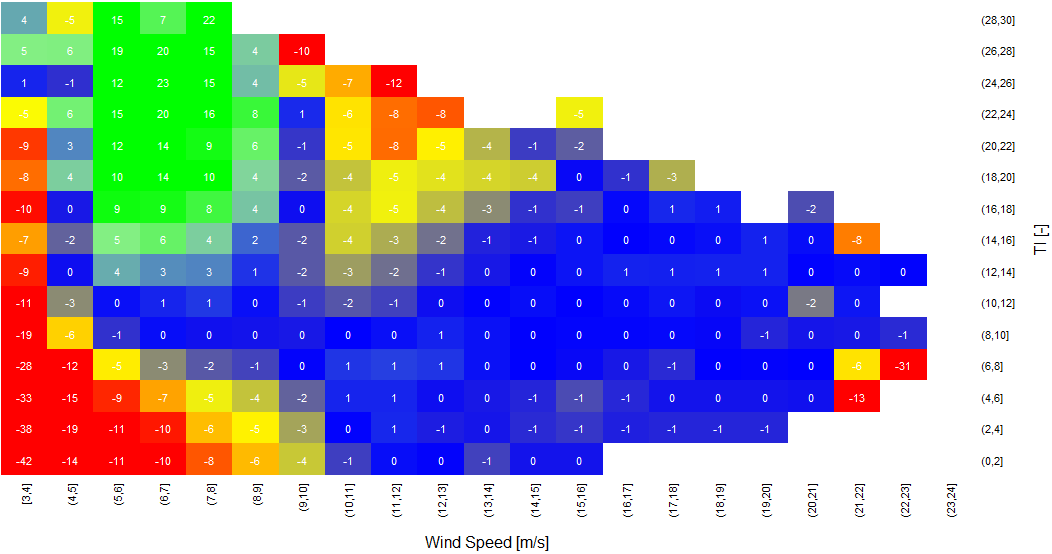 4 -5 15 7 22 (28,30]
5 6 19 20 15 4 -10 (26,28]
1 -1 12 23 15 4 -5 -7 -12 (24,26]
-5 6 15 20 16 8 1 -6 -8 -8 -5 (22,24]
-9 3 12 14 9 6 -1 -5 -8 -5 -4 -1 -2 (20,22]
-8 4 10 14 10 4 -2 -4 -5 -4 -4 -4 0 -1 -3 (18,20]
-10 0 9 9 8 4 0 -4 -5 -4 -3 -1 -1 0 1 1 -2 (16,18]
-7 -2 5 6 4 2 -2 -4 -3 -2 -1 -1 0 0 0 0 1 0 -8 (14,16]
-9 0 4 3 3 1 -2 -3 -2 -1 0 0 0 1 1 1 1 0 0 0 (12,14]
-11 -3 0 1 1 0 -1 -2 -1 0 0 0 0 0 0 0 0 -2 0 (10,12]
-19 -6 -1 0 0 0 0 0 0 1 0 0 0 0 0 0 -1 0 0 -1 (8,10]
-28 -12 -5 -3 -2 -1 0 1 1 1 0 0 0 0 -1 0 0 0 -6 -31 (6,8]
-33 -15 -9 -7 -5 -4 -2 1 1 0 0 -1 -1 -1 0 0 0 0 -13 (4,6]
-38 -19 -11 -10 -6 -5 -3 0 1 -1 0 -1 -1 -1 -1 -1 -1 (2,4]
-42 -14 -11 -10 -8 -6 -4 -1 0 0 -1 0 0 (0,2]
TI [-]
[3,4] (4,5] (5,6] (6,7] (7,8] (8,9] (9,10] (10,11] (11,12] (12,13] (13,14] (14,15] (15,16] (16,17] (17,18] (18,19] (19,20] (20,21] (21,22] (22,23] (23,24]
Wind Speed [m/s]